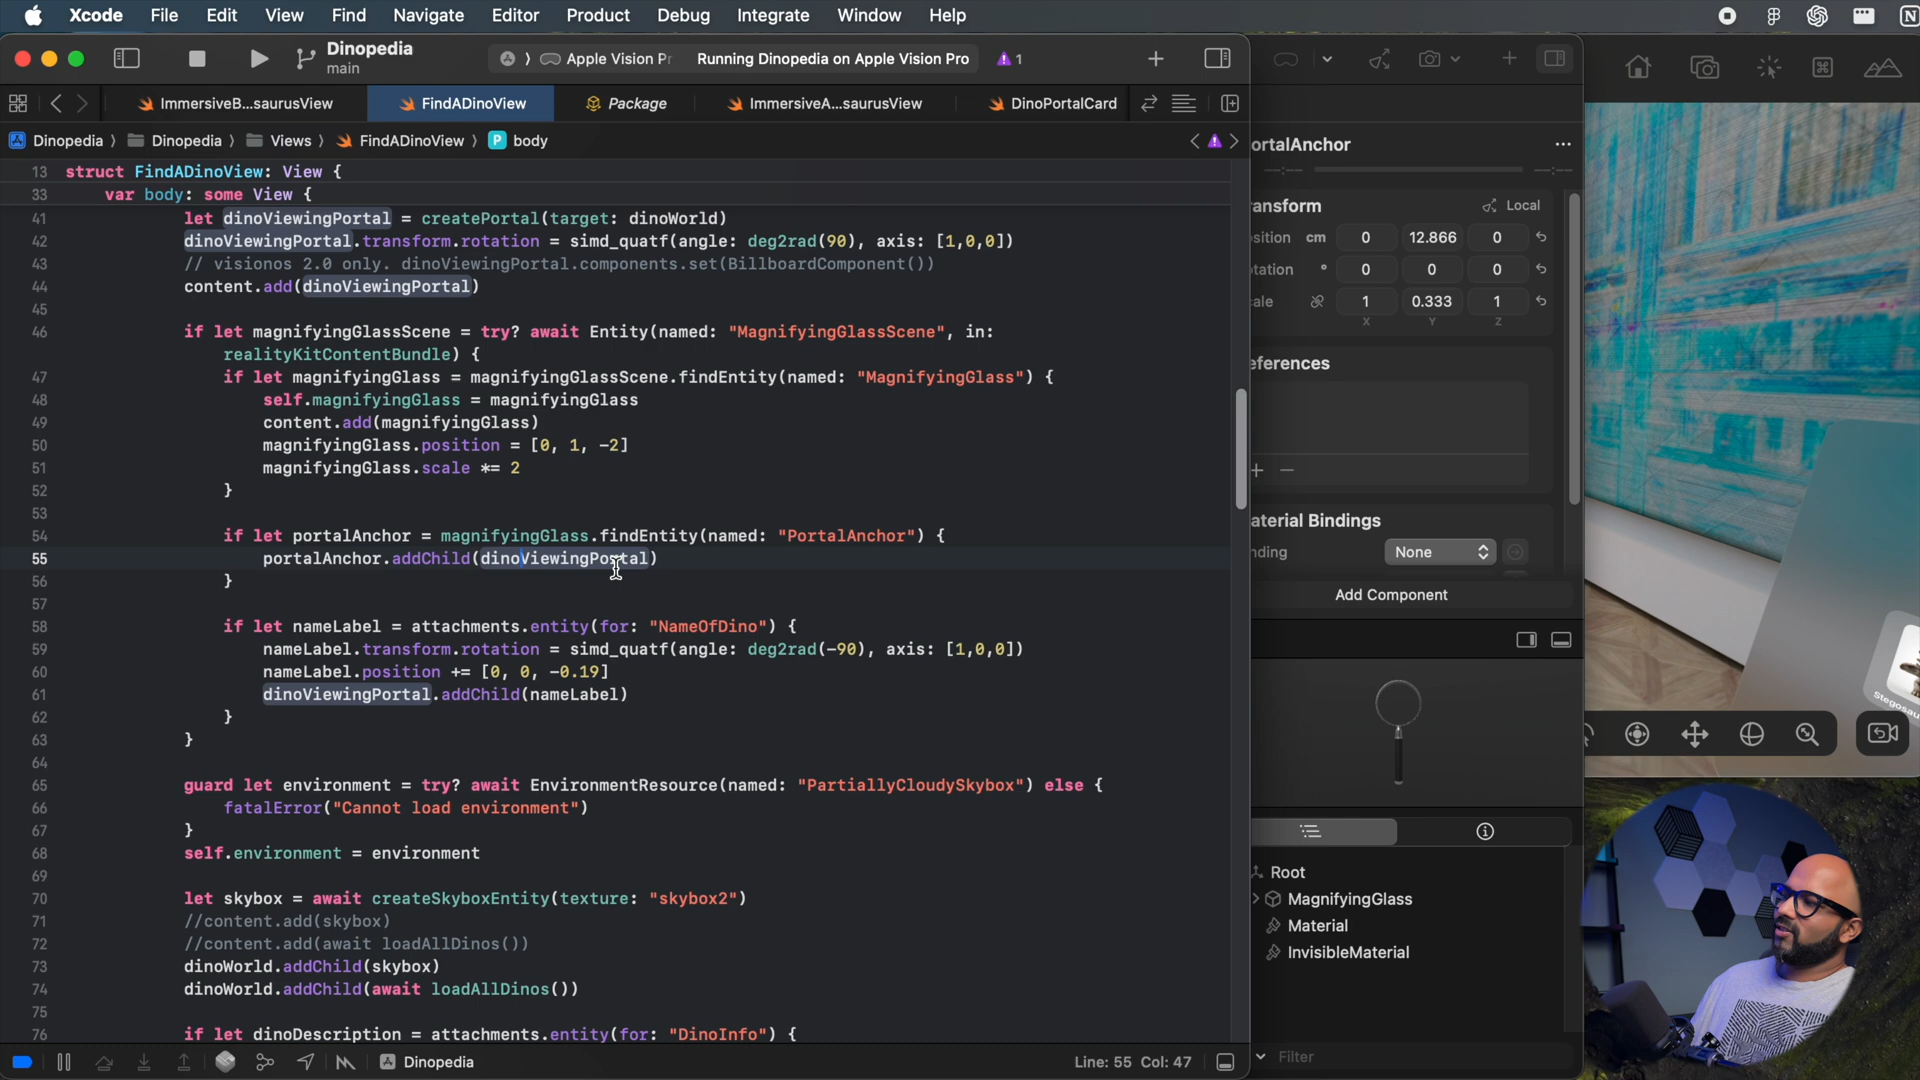 Xcode File Edit View Find Navigate Editor Product Debug Integrate Window Help
Dinopedia
main
Apple Vision Pr Running Dinopedia on Apple Vision Pro 1
ImmersiveB...saurusView FindADinoView Package ImmersiveA...saurusView DinoPortalCard
Dinopedia Dinopedia Views FindADinoView P body
13 struct FindADinoView: View {
33 var body: some View {
41 let dinoViewingPortal = createPortal(target: dinoWorld)
42 dinoViewingPortal.transform.rotation = simd_quatf(angle: deg2rad(90), axis: [1,0,0])
43 // visionos 2.0 only. dinoViewingPortal.components.set(BillboardComponent())
44 content.add(dinoViewingPortal)
45
46 if let magnifyingGlassScene = try? await Entity(named: "MagnifyingGlassScene", in:
realityKitContentBundle) {
47 if let magnifyingGlass = magnifyingGlassScene.findEntity(named: "MagnifyingGlass") {
48 self.magnifyingGlass = magnifyingGlass
49 content.add(magnifyingGlass)
50 magnifyingGlass.position = [0, 1, -2]
51 magnifyingGlass.scale *= 2
52 }
53
54 if let portalAnchor = magnifyingGlass.findEntity(named: "PortalAnchor") {
55 portalAnchor.addChild(dinoViewingPortal)
56 }
57
58 if let nameLabel = attachments.entity(for: "NameOfDino") {
59 nameLabel.transform.rotation = simd_quatf(angle: deg2rad(-90), axis: [1,0,0])
60 nameLabel.position += [0, 0, -0.19]
61 dinoViewingPortal.addChild(nameLabel)
62 }
63 }
64
65 guard let environment = try? await EnvironmentResource(named: "PartiallyCloudySkybox") else {
66 fatalError("Cannot load environment")
67 }
68 self.environment = environment
69
70 let skybox = await createSkyboxEntity(texture: "skybox2")
71 //content.add(skybox)
72 //content.add(await loadAllDinos())
73 dinoWorld.addChild(skybox)
74 dinoWorld.addChild(await loadAllDinos())
75
76 if let dinoDescription = attachments.entity(for: "DinoInfo") {
Dinopedia Line: 55 Col: 47
ortalAnchor
ansform Local
sition cm 0 12.866 0
tation ° 0 0 0
ale 1 0.333 1
X Y Z
eferences
aterial Bindings
nding None
Add Component
Root
MagnifyingGlass
Material
InvisibleMaterial
Filter
Stegosau